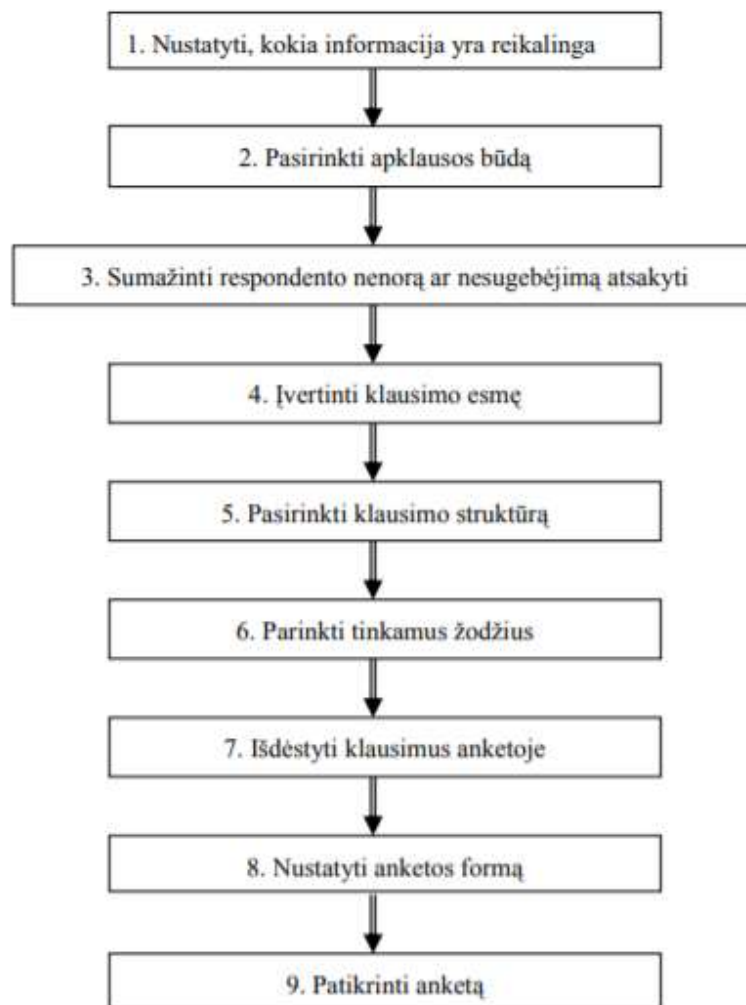 1. Nustatyti, kokia informacija yra reikalinga
2. Pasirinkti apklausos būdą
3. Sumažinti respondento nenorą ar nesugebėjimą atsakyti
4. Įvertinti klausimo esmę
5. Pasirinkti klausimo struktūrą
6. Parinkti tinkamus žodžius
7. Išdėstyti klausimus anketoje
8. Nustatyti anketos formą
9. Patikrinti anketą